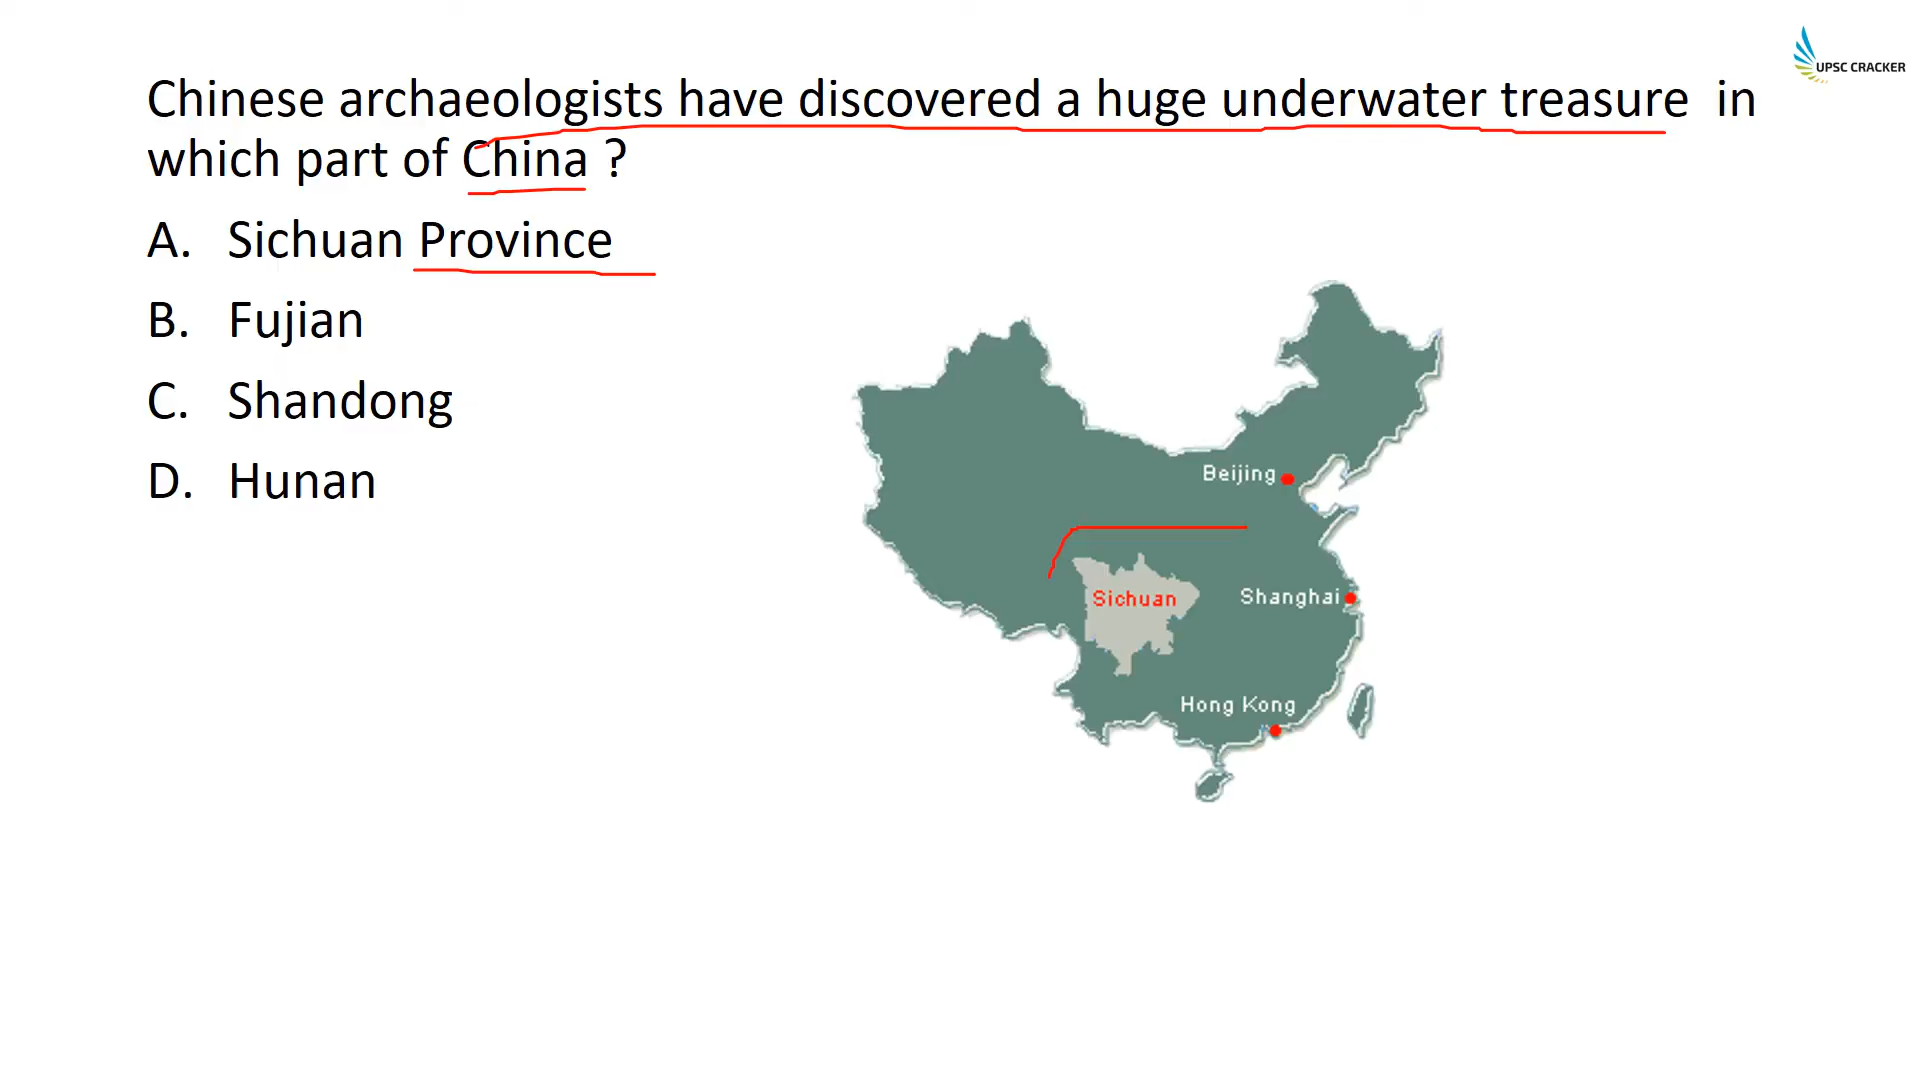 UPSC CRACKER
Chinese archaeologists have discovered a huge underwater treasure in
which part of China ?
A. Sichuan Province
B. Fujian
C. Shandong
D. Hunan
Beijing
Sichuan
Shanghai
Hong Kong